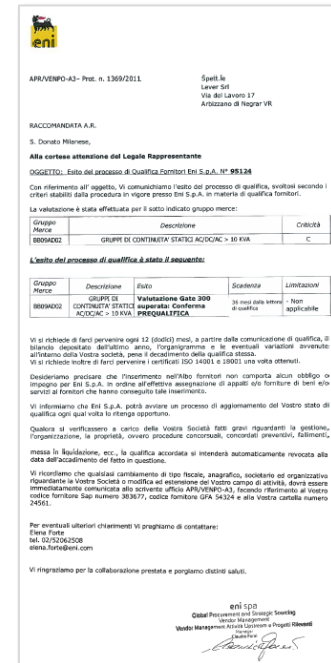 eni
APR/VENPO-A3- Prot. n. 1369/2011
Spett.le
Lever Srl
Via del Lavoro 17
Arbizzano di Negrar VR
RACCOMANDATA A.R.
S. Donato Milanese,
Alla cortese attenzione del Legale Rappresentante
OGGETTO: Esito del processo di Qualifica Fornitori Eni S.p.A. N° 95124
Con riferimento all' oggetto, Vi comunichiamo l'esito del processo di qualifica, svoltosi secondo i
criteri stabiliti dalla procedura in vigore presso Eni S.p.A. in materia di qualifica fornitori.
La valutazione è stata effettuata per il sotto indicato gruppo merce:
Gruppo Merce Descrizione Criticità
BB09AD02 GRUPPI DI CONTINUITA' STATICI AC/DC/AC > 10 KVA C
L'esito del processo di qualifica è stato il seguente:
Gruppo Merce Descrizione Esito Scadenza Limitazioni
BB09AD02 GRUPPI DI CONTINUITA' STATICI AC/DC/AC > 10 KVA Valutazione Gate 300 superata: Conferma PREQUALIFICA 36 mesi dalla lettera di qualifica - Non applicabile
Vi si richiede di farci pervenire ogni 12 (dodici) mesi, a partire dalla comunicazione di qualifica, il
bilancio depositato dell'ultimo anno, l'organigramma e le eventuali variazioni avvenute
all'interno della Vostra società, pena il decadimento della qualifica stessa.
Vi si richiede inoltre di farci pervenire i certificati ISO 14001 e 18001 una volta ottenuti.
Desideriamo precisare che l'inserimento nell'Albo fornitori non comporta alcun obbligo o
impegno per Eni S.p.A. in ordine all'effettiva assegnazione di appalti e/o forniture di beni e/o
servizi ai fornitori che hanno conseguito tale inserimento.
Vi informiamo che Eni S.p.A. potrà avviare un processo di aggiornamento del Vostro stato di
qualifica ogni qual volta lo ritenga opportuno.
Qualora si verificassero a carico della Vostra Società fatti gravi riguardanti la gestione,
l'organizzazione, la proprietà, ovvero procedure concorsuali, concordati preventivi, fallimenti,
messa in liquidazione, ecc., la qualifica accordata si intenderà automaticamente revocata alla
data dell'accadimento del fatto in questione.
Vi ricordiamo che qualsiasi cambiamento di tipo fiscale, anagrafico, societario ed organizzativo
riguardante la Vostra Società o modifica ed estensione del Vostro campo di attività, dovrà essere
immediatamente comunicata allo scrivente ufficio APR/VENPO-A3, facendo riferimento al Vostro
codice fornitore Sap numero 383677, codice fornitore GFA 54324 e alla Vostra cartella numero
24561.
Per eventuali ulteriori chiarimenti Vi preghiamo di contattare:
Elena Forte
tel. 02/52062508
elena.forte@eni.com
Vi ringraziamo per la collaborazione prestata e porgiamo distinti saluti.
eni spa
Global Procurement and Strategic Sourcing
Vendor Management
Vendor Management Attività Upstream e Progetti Rilevanti
Manager